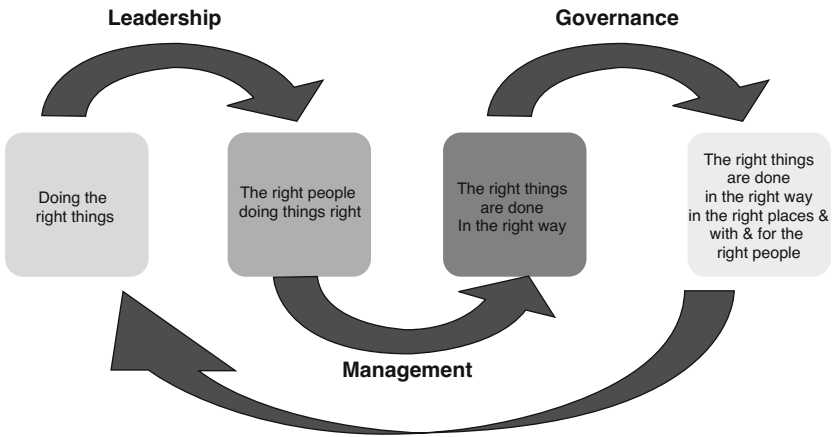 Leadership
Governance
Doing the
right things
The right people
doing things right
The right things
are done
In the right way
The right things
are done
in the right way
in the right places &
with & for the
right people
Management